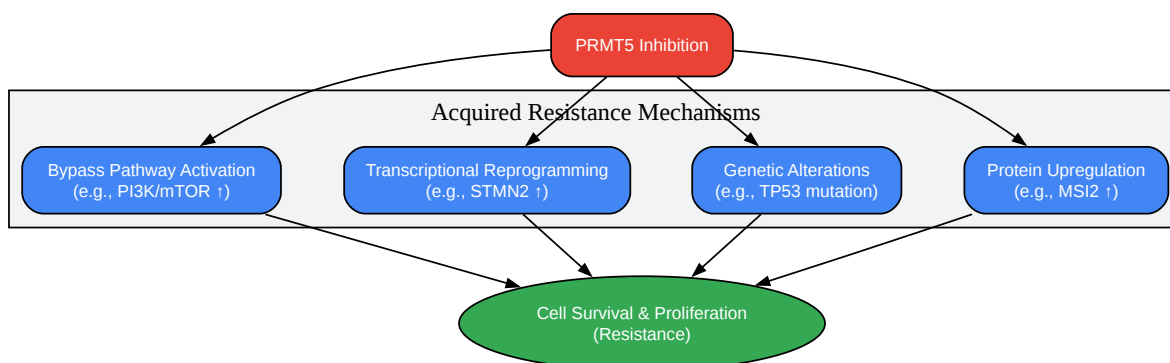 PRMT5 Inhibition
Acquired Resistance Mechanisms
Bypass Pathway Activation
(e.g., PI3K/mTOR ↑)
Transcriptional Reprogramming
(e.g., STMN2 ↑)
Genetic Alterations
(e.g., TP53 mutation)
Protein Upregulation
(e.g., MSI2 ↑)
Cell Survival & Proliferation
(Resistance)